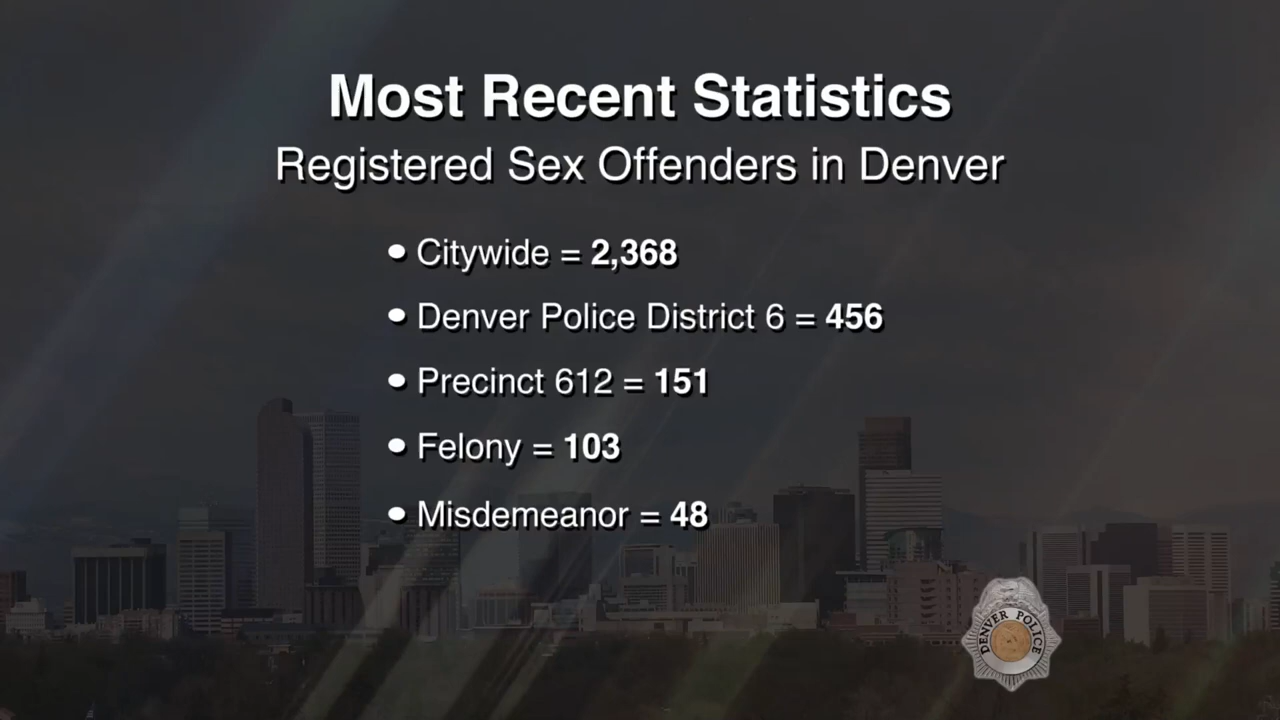 Most Recent Statistics
Registered Sex Offenders in Denver
• Citywide = 2,368
• Denver Police District 6 = 456
• Precinct 612 = 151
• Felony = 103
• Misdemeanor = 48
DENVER POLICE